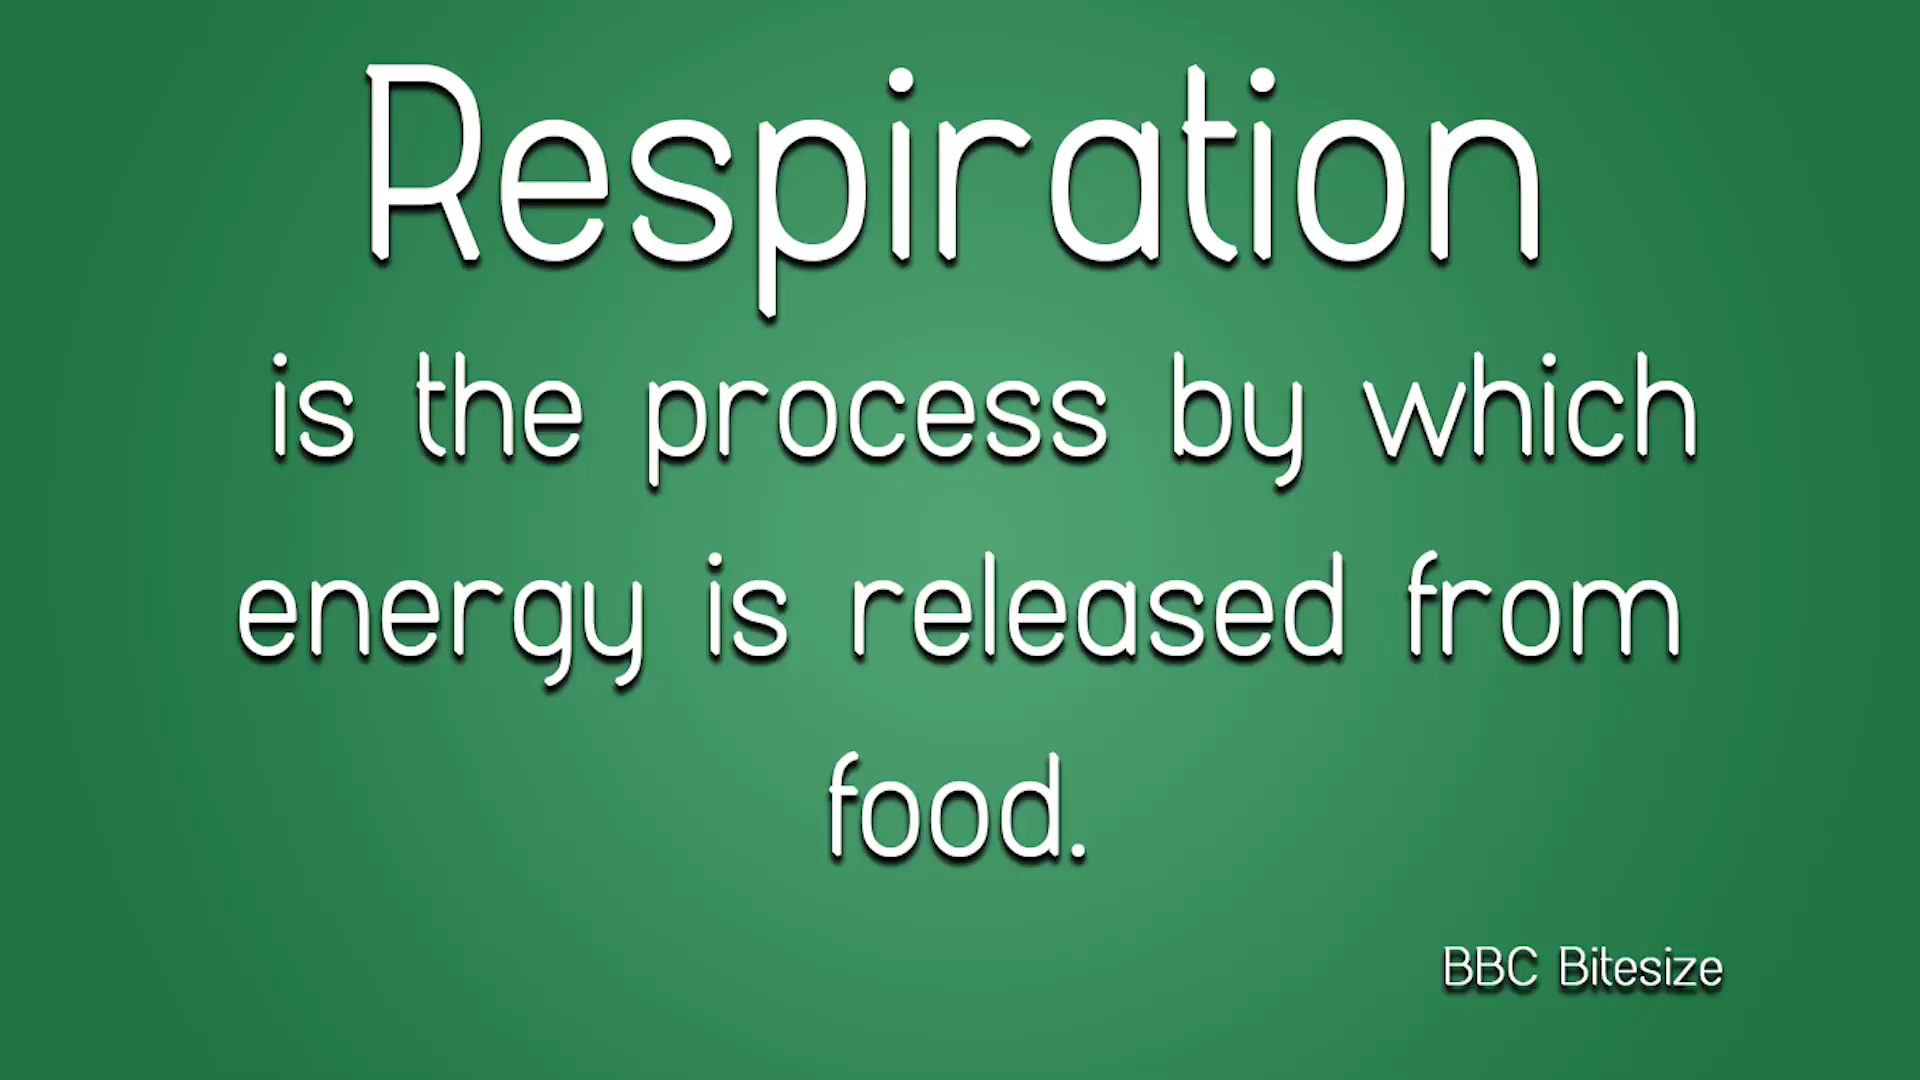 Respiration
is the process by which
energy is released from
food.
BBC Bitesize